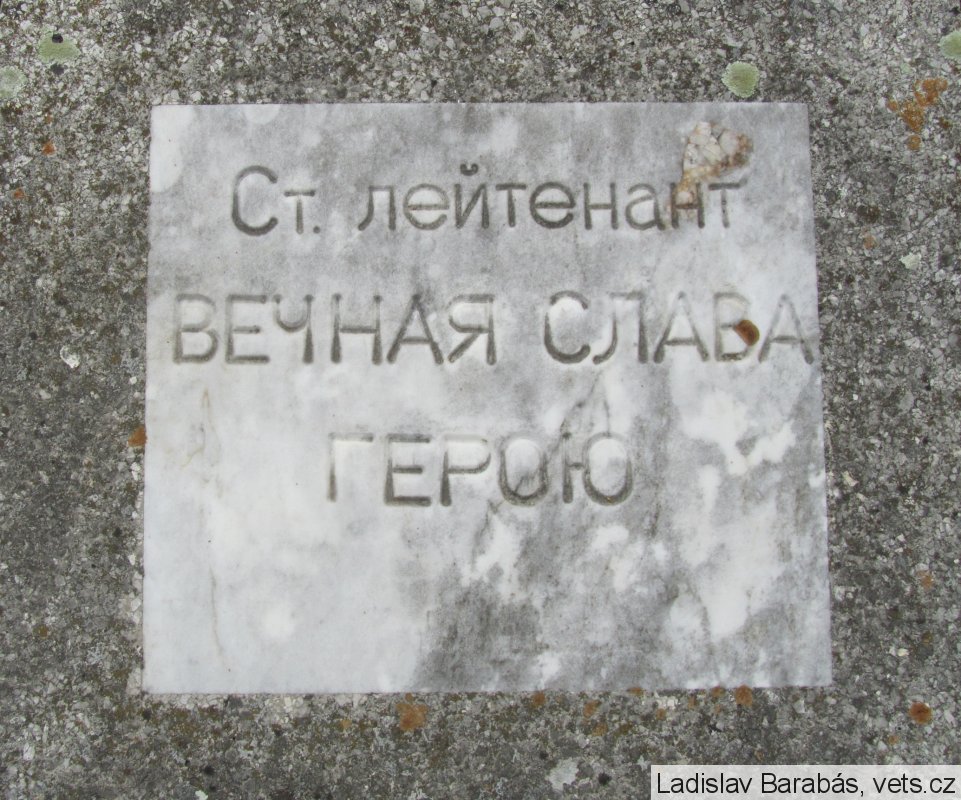 Ст. лейтенант
ВЕЧНАЯ СЛАВА
ГЕРОЮ
Ladislav Barabás, vets.cz